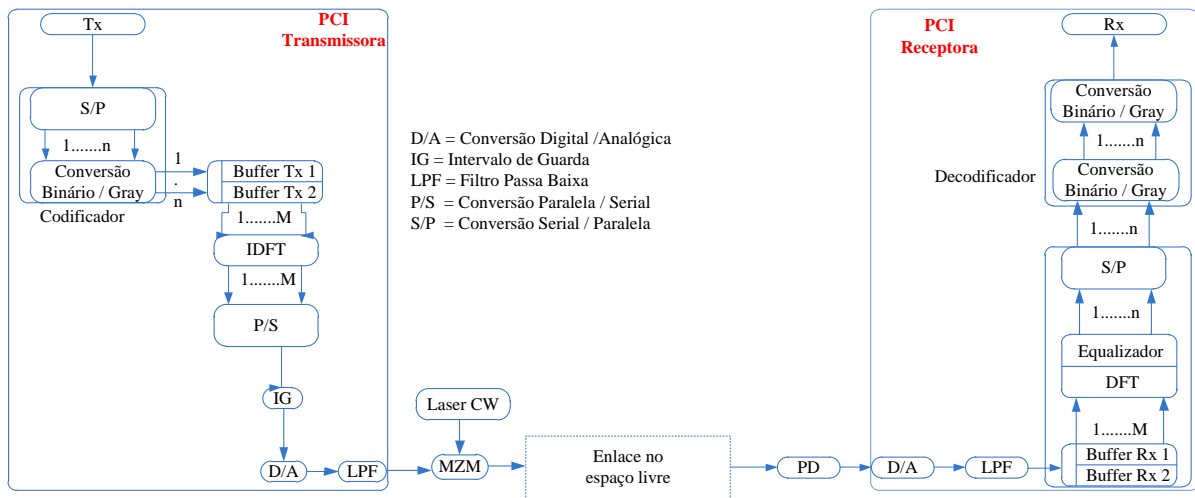 PCI
Transmissora
Tx
S/P
1.......n
Conversão
Binário / Gray
Codificador
1
.
n
Buffer Tx 1
Buffer Tx 2
1.......M
IDFT
1.......M
P/S
IG
D/A
LPF
D/A = Conversão Digital /Analógica
IG = Intervalo de Guarda
LPF = Filtro Passa Baixa
P/S = Conversão Paralela / Serial
S/P = Conversão Serial / Paralela
Laser CW
MZM
Enlace no
espaço livre
PD
PCI
Receptora
Rx
Conversão
Binário / Gray
1.......n
Conversão
Binário / Gray
Decodificador
1.......n
S/P
1.......n
Equalizador
DFT
1.......M
Buffer Rx 1
Buffer Rx 2
D/A
LPF